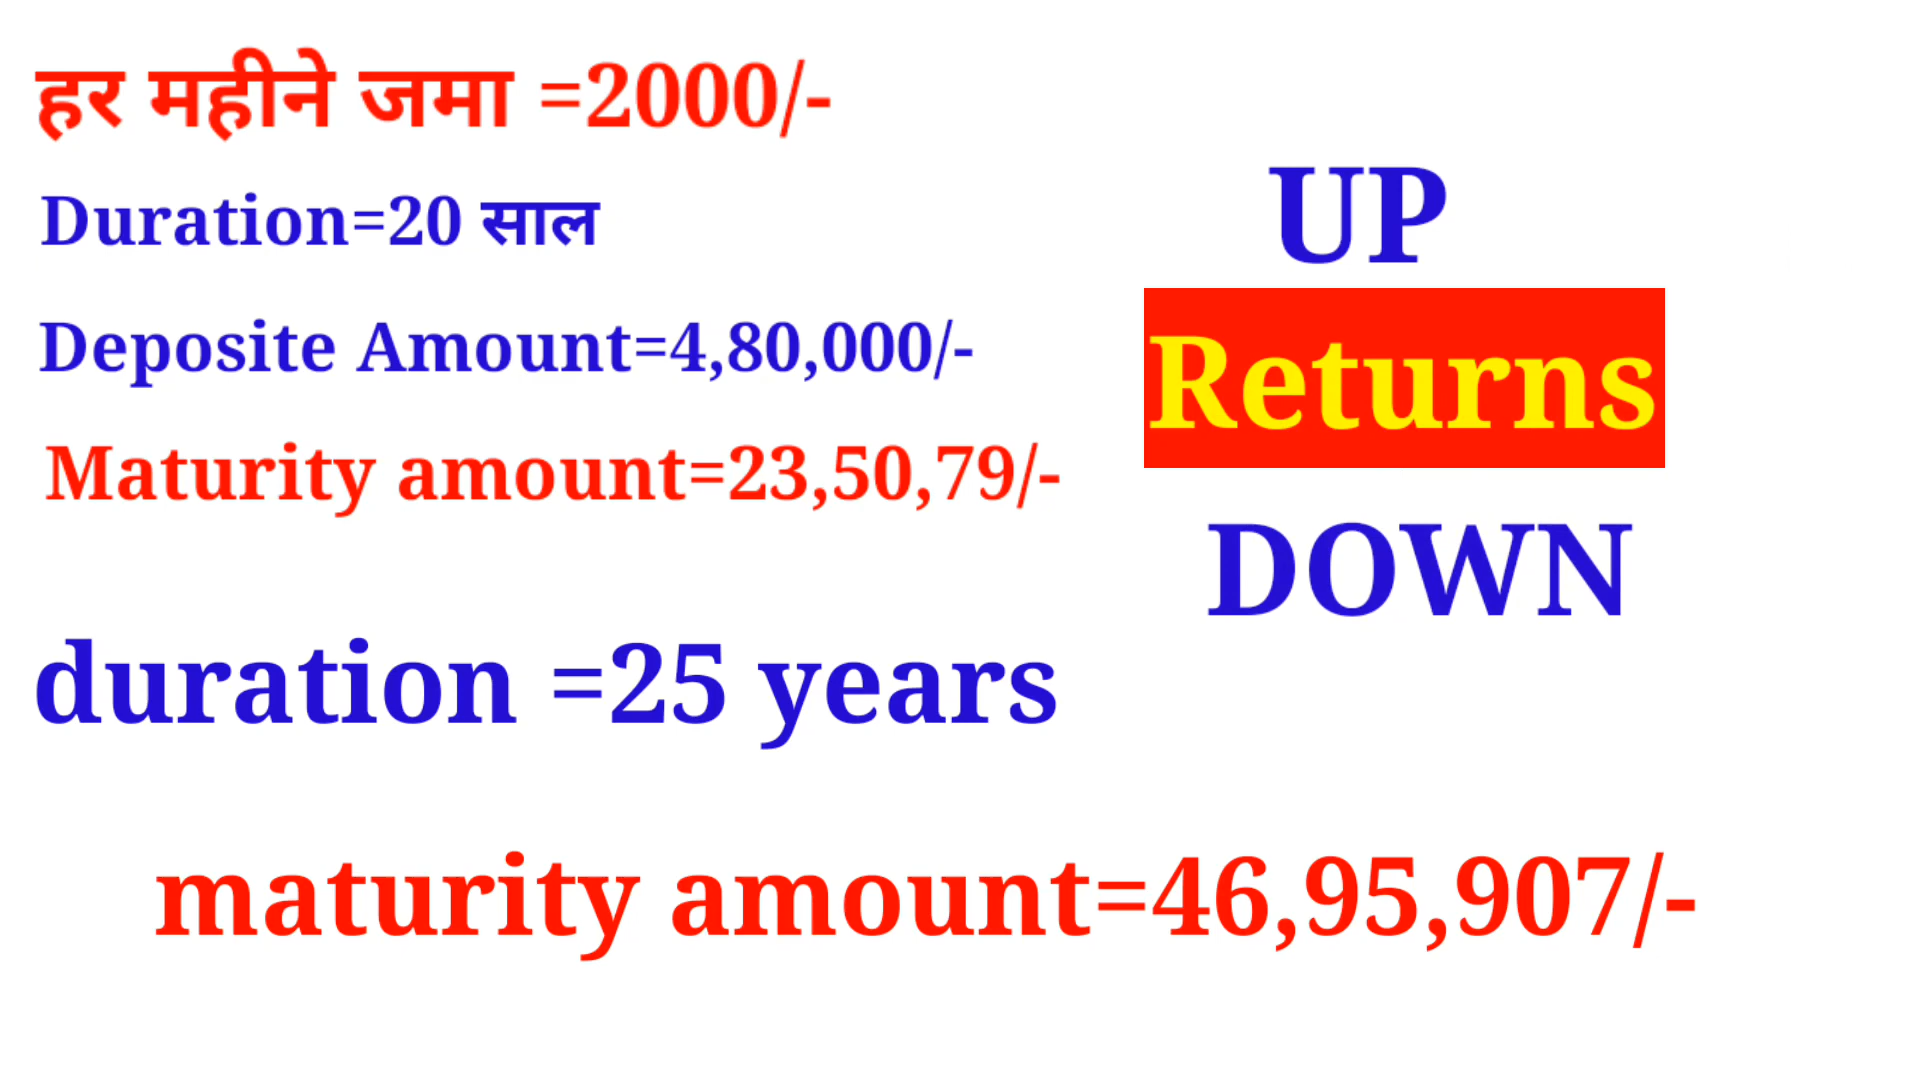 हर महीने जमा =2000/-
Duration=20 साल
Deposite Amount=4,80,000/-
Maturity amount=23,50,79/-
UP
Returns
DOWN
duration =25 years
maturity amount=46,95,907/-